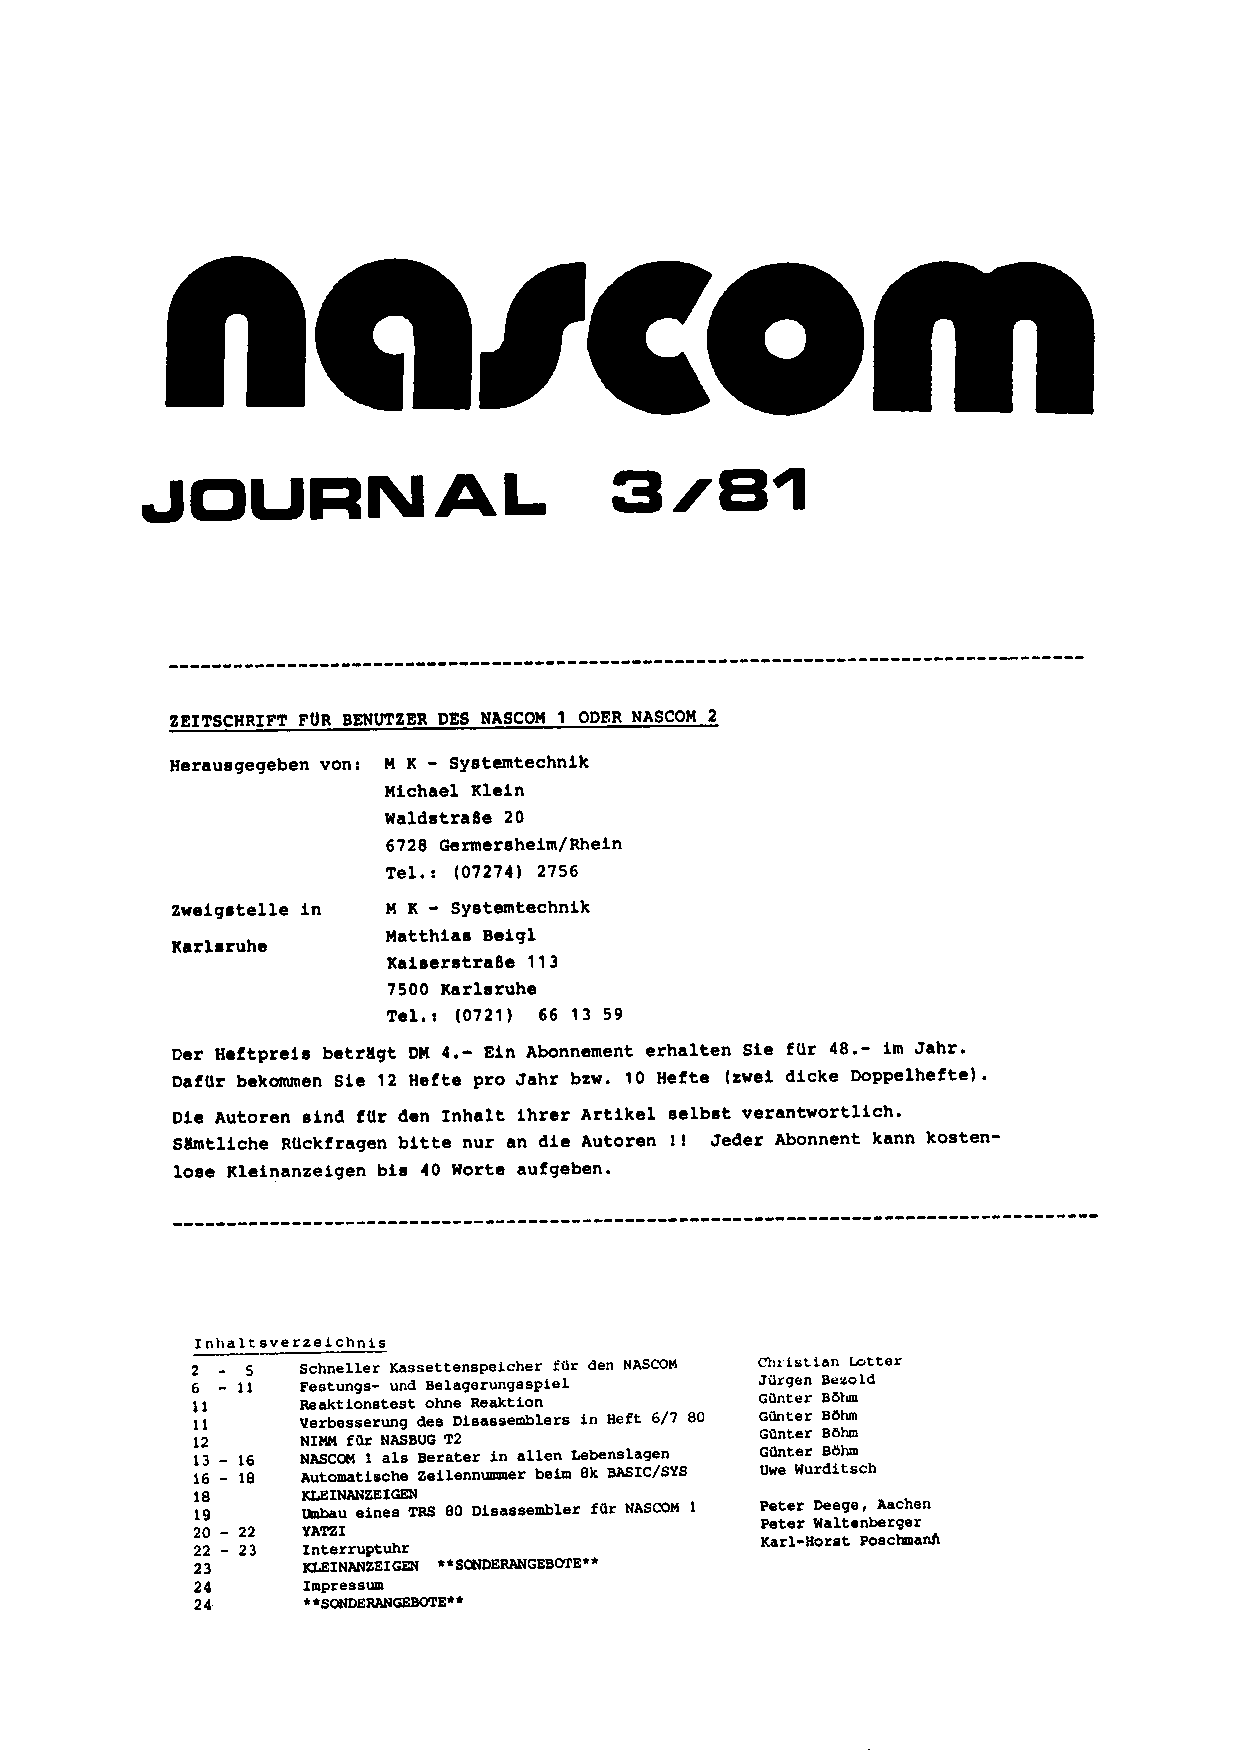 nascom
JOURNAL 3/81
ZEITSCHRIFT FÜR BENUTZER DES NASCOM 1 ODER NASCOM 2
Herausgegeben von: M K - Systemtechnik
Michael Klein
Waldstraße 20
6728 Germersheim/Rhein
Tel.: (07274) 2756
Zweigstelle in M K - Systemtechnik
Karlsruhe Matthias Beigl
Kaiserstraße 113
7500 Karlsruhe
Tel.: (0721) 66 13 59
Der Heftpreis beträgt DM 4.- Ein Abonnement erhalten Sie für 48.- im Jahr.
Dafür bekommen Sie 12 Hefte pro Jahr bzw. 10 Hefte (zwei dicke Doppelhefte).
Die Autoren sind für den Inhalt ihrer Artikel selbst verantwortlich.
Sämtliche Rückfragen bitte nur an die Autoren !! Jeder Abonnent kann kosten-
lose Kleinanzeigen bis 40 Worte aufgeben.
Inhaltsverzeichnis
2 - 5 Schneller Kassettenspeicher für den NASCOM Christian Lotter
6 - 11 Festungs- und Belagerungsspiel Jürgen Bezold
11 Reaktionstest ohne Reaktion Günter Böhm
11 Verbesserung des Disassemblers in Heft 6/7 80 Günter Böhm
12 NIMM für NASBUG T2 Günter Böhm
13 - 16 NASCOM 1 als Berater in allen Lebenslagen Günter Böhm
16 - 18 Automatische Zeilennummer beim 8k BASIC/SYS Uwe Wurditsch
18 KLEINANZEIGEN
19 Umbau eines TRS 80 Disassembler für NASCOM 1 Peter Deege, Aachen
20 - 22 YATZI Peter Waltenberger
22 - 23 Interruptuhr Karl-Horst Poschmann
23 KLEINANZEIGEN **SONDERANGEBOTE**
24 Impressum
24 **SONDERANGEBOTE**